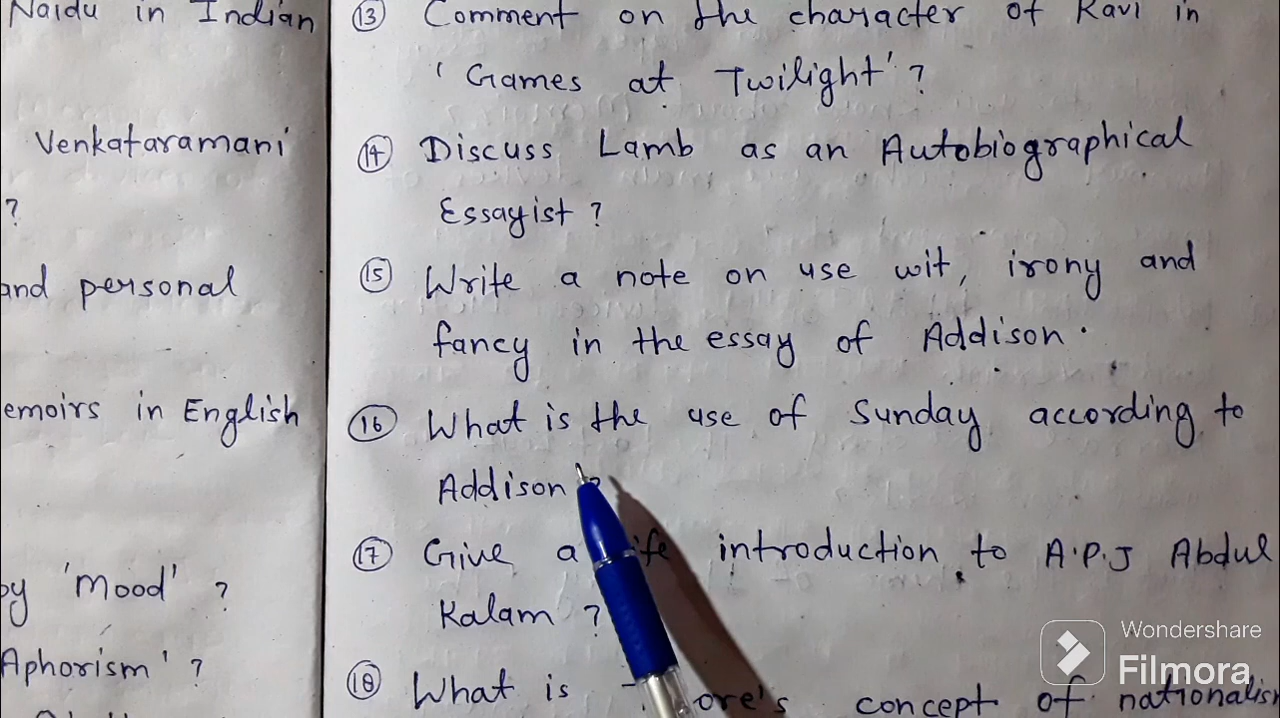 Naidu in Indian
Venkataramani
?
and personal
emoirs in English
by 'Mood' ?
Aphorism' ?
13 Comment on the character of Ravi in
'Games at Twilight' ?
14 Discuss Lamb as an Autobiographical
Essayist ?
15 Write a note on use wit, irony and
fancy in the essay of Addison.
16 What is the use of Sunday according to
Addison ?
17 Give a life introduction to A.P.J Abdul
Kalam ?
18 What is concept of nationalism
Wondershare
Filmora